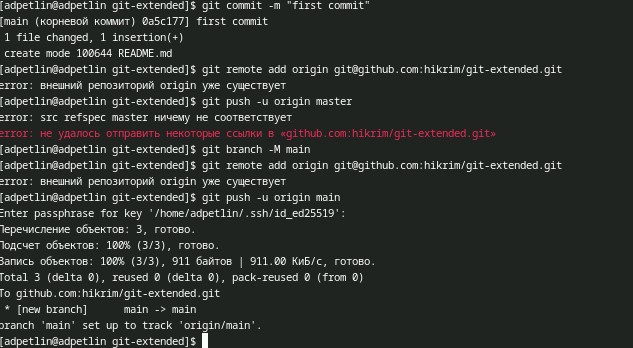 [adpetlin@adpetlin git-extended]$ git commit -m "first commit"
[main (корневой коммит) 0a5c177] first commit
1 file changed, 1 insertion(+)
create mode 100644 README.md
[adpetlin@adpetlin git-extended]$ git remote add origin git@github.com:hikrim/git-extended.git
error: внешний репозиторий origin уже существует
[adpetlin@adpetlin git-extended]$ git push -u origin master
error: src refspec master ничему не соответствует
error: не удалось отправить некоторые ссылки в «github.com:hikrim/git-extended.git»
[adpetlin@adpetlin git-extended]$ git branch -M main
[adpetlin@adpetlin git-extended]$ git remote add origin git@github.com:hikrim/git-extended.git
error: внешний репозиторий origin уже существует
[adpetlin@adpetlin git-extended]$ git push -u origin main
Enter passphrase for key '/home/adpetlin/.ssh/id_ed25519':
Перечисление объектов: 3, готово.
Подсчет объектов: 100% (3/3), готово.
Запись объектов: 100% (3/3), 911 байтов | 911.00 КиБ/с, готово.
Total 3 (delta 0), reused 0 (delta 0), pack-reused 0 (from 0)
To github.com:hikrim/git-extended.git
* [new branch]      main -> main
branch 'main' set up to track 'origin/main'.
[adpetlin@adpetlin git-extended]$